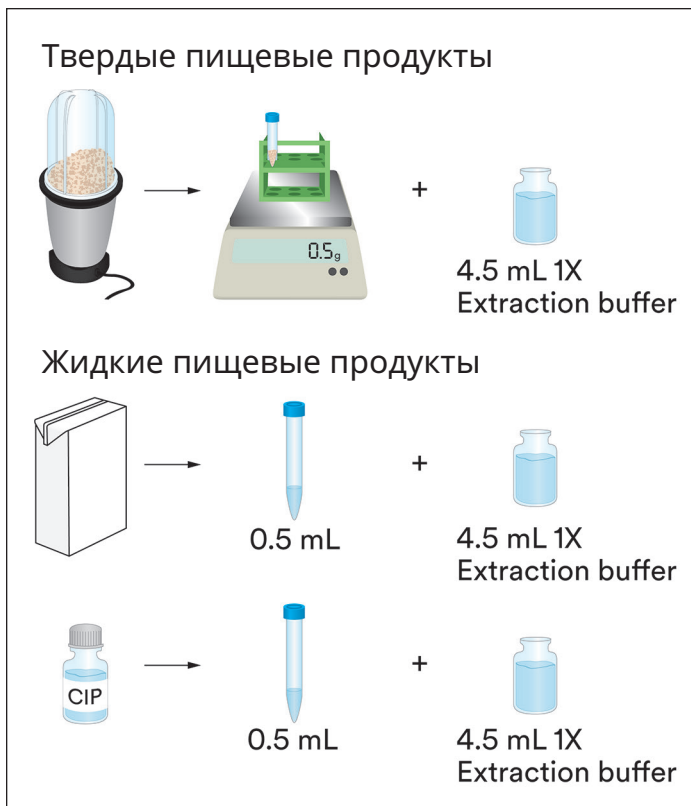 Твердые пищевые продукты
0.5g
+
4.5 mL 1X
Extraction buffer
Жидкие пищевые продукты
+
0.5 mL
4.5 mL 1X
Extraction buffer
CIP
+
0.5 mL
4.5 mL 1X
Extraction buffer